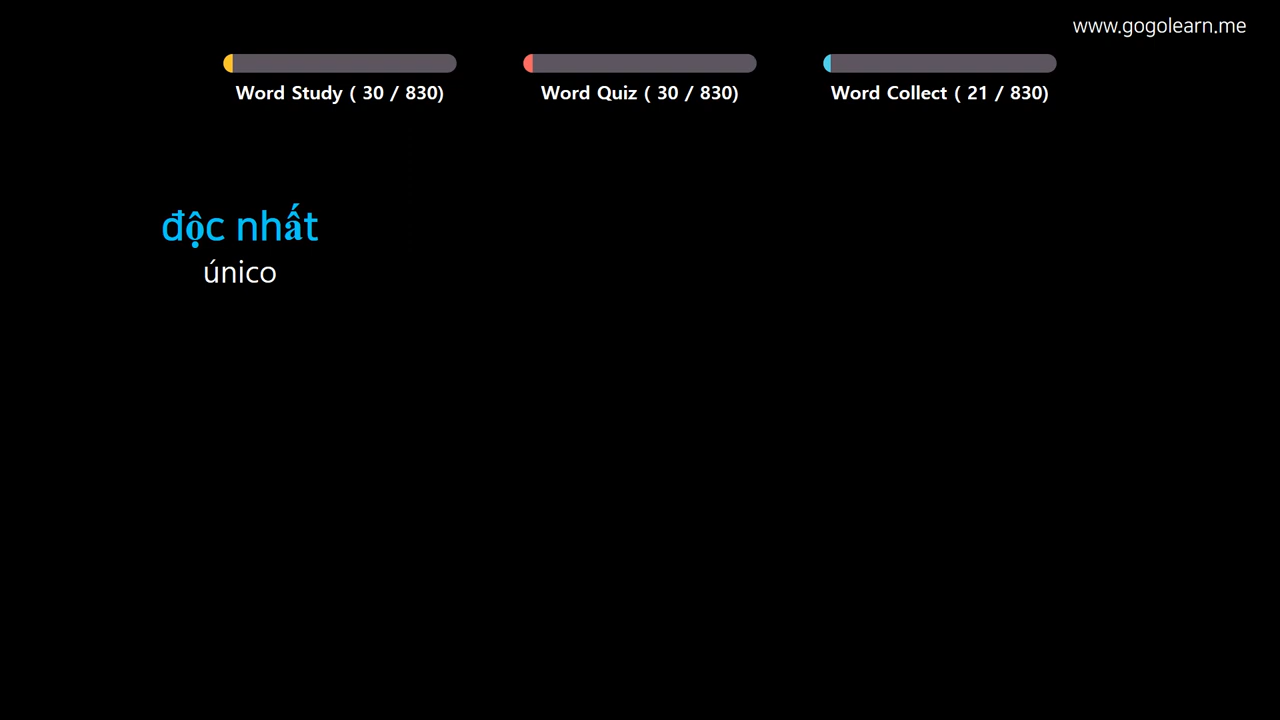 www.gogolearn.me
Word Study ( 30 / 830)
Word Quiz ( 30 / 830)
Word Collect ( 21 / 830)
độc nhất
único